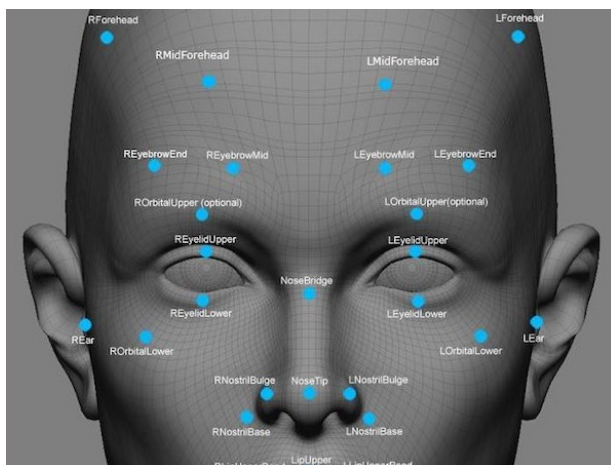 RForehead
LForehead
RMidForehead
LMidForehead
REyebrowEnd
REyebrowMid
LEyebrowMid
LEyebrowEnd
ROrbitalUpper (optional)
LOrbitalUpper(optional)
REyelidUpper
LEyelidUpper
NoseBridge
REyelidLower
LEyelidLower
REar
ROrbitalLower
LOrbitalLower
LEar
RNostrilBulge
NoseTip
LNostrilBulge
RNostrilBase
LNostrilBase
LipUpper